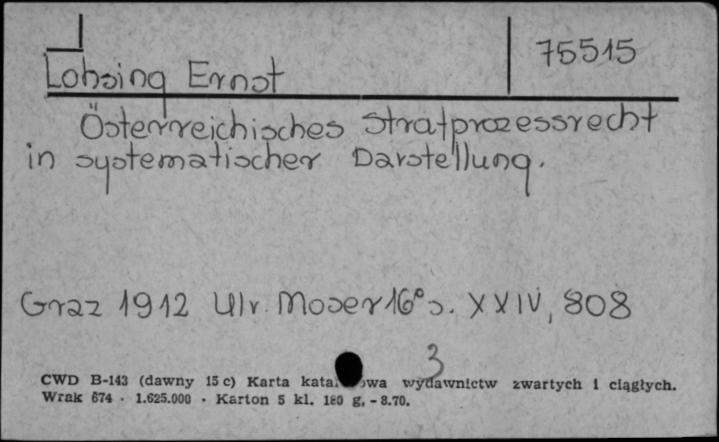 75515
Lohsing Ernst
Österreichisches Strafprozessrecht
in systematischer Darstellung.
Graz 1912 Ulr. Moser 16° s. XXIV, 808
3
CWD B-143 (dawny 15 c) Karta wydawnictw zwartych i ciągłych.
Wrak 674 · 1.625.000 · Karton 5 kl. 180 g. - 8.70.